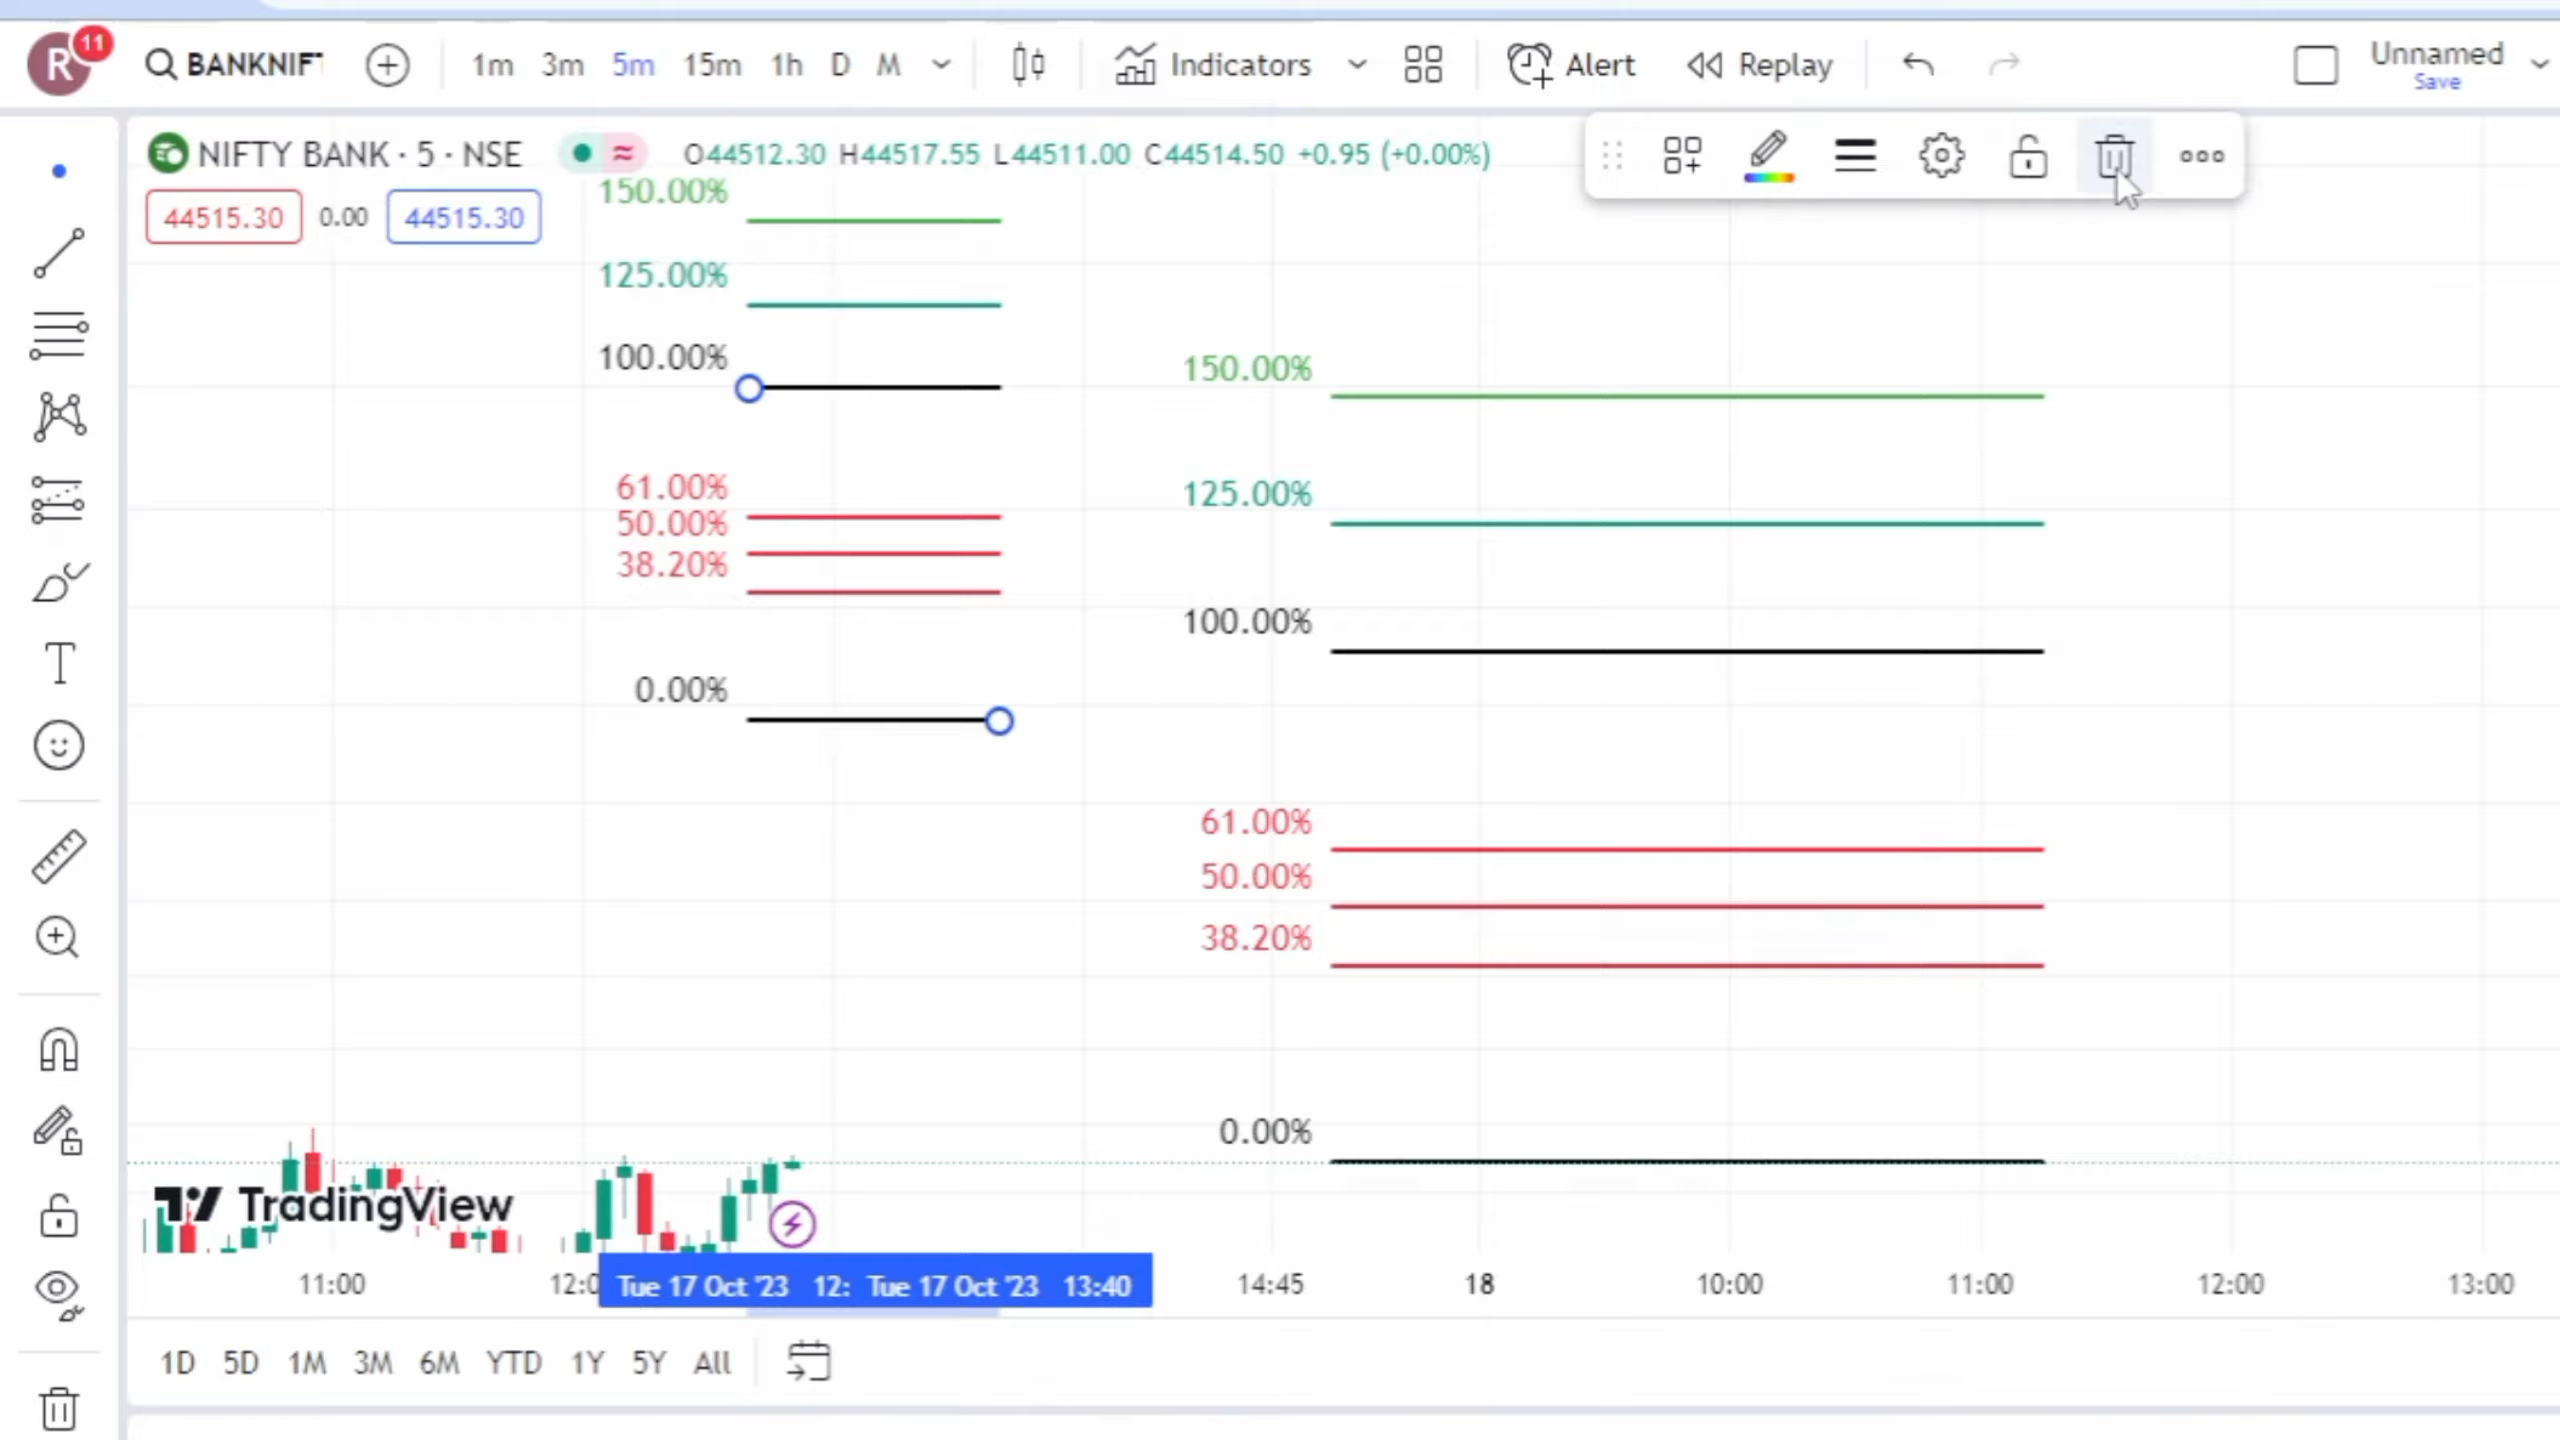 R 11 BANKNIF 1m 3m 5m 15m 1h D M Indicators Alert Replay Unnamed
Save
NIFTY BANK · 5 · NSE O44512.30 H44517.55 L44511.00 C44514.50 +0.95 (+0.00%)
44515.30 0.00 44515.30
150.00%
125.00%
100.00%
61.00%
50.00%
38.20%
0.00%
150.00%
125.00%
100.00%
61.00%
50.00%
38.20%
0.00%
T
TradingView
11:00 12:0 Tue 17 Oct '23 12: Tue 17 Oct '23 13:40 14:45 18 10:00 11:00 12:00 13:00
1D 5D 1M 3M 6M YTD 1Y 5Y All